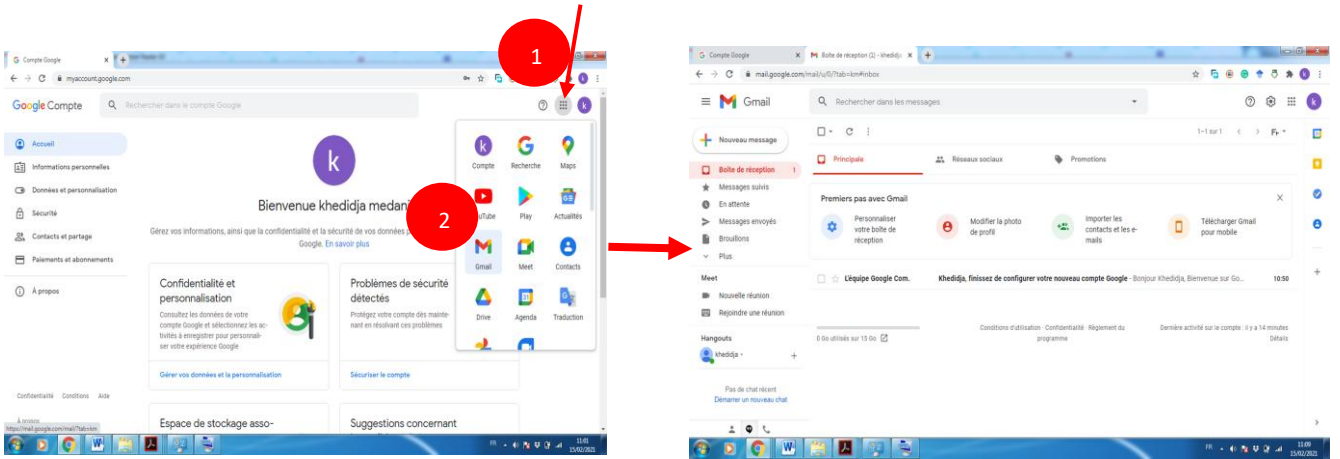 1
Compte Google
myaccount.google.com
Google Compte
Rechercher dans le compte Google
k
Accueil
Informations personnelles
Données et personnalisation
Sécurité
Contacts et partage
Paiements et abonnements
À propos
k
Bienvenue khedidja medani
Gérez vos informations, ainsi que la confidentialité et la sécurité de vos données
Google. En savoir plus
Confidentialité et
personnalisation
Consultez les données de votre
compte Google et sélectionnez les ac-
tivités à enregistrer pour personnali-
ser votre expérience Google
Gérer vos données et la personnalisation
Problèmes de sécurité
détectés
Protégez votre compte dès mainte-
nant en résolvant ces problèmes
Sécuriser le compte
Espace de stockage asso-
Suggestions concernant
k
Compte
Recherche
Maps
YouTube
Play
Actualités
2
Gmail
Meet
Contacts
Drive
Agenda
Traduction
Confidentialité Conditions Aide
À propos
https://mail.google.com/mail/?tab=km
FR
11:01
15/02/2021
Compte Google
Boîte de réception (1) - khedidja
mail.google.com/mail/u/0/?tab=km#inbox
Gmail
Rechercher dans les messages
k
Nouveau message
Boîte de réception 1
Messages suivis
En attente
Messages envoyés
Brouillons
Plus
Meet
Nouvelle réunion
Rejoindre une réunion
Hangouts
khedidja
Pas de chat récent
Démarrer un nouveau chat
1-1 sur 1
Principale
Réseaux sociaux
Promotions
Premiers pas avec Gmail
Personnaliser
votre boîte de
réception
Modifier la photo
de profil
Importer les
contacts et les e-
mails
Télécharger Gmail
pour mobile
L'équipe Google Com. Khedidja, finissez de configurer votre nouveau compte Google - Bonjour Khedidja, Bienvenue sur Go... 10:50
0 Go utilisés sur 15 Go
Conditions d'utilisation · Confidentialité · Règlement du
programme
Dernière activité sur le compte : il y a 14 minutes
Détails
FR
11:09
15/02/2021